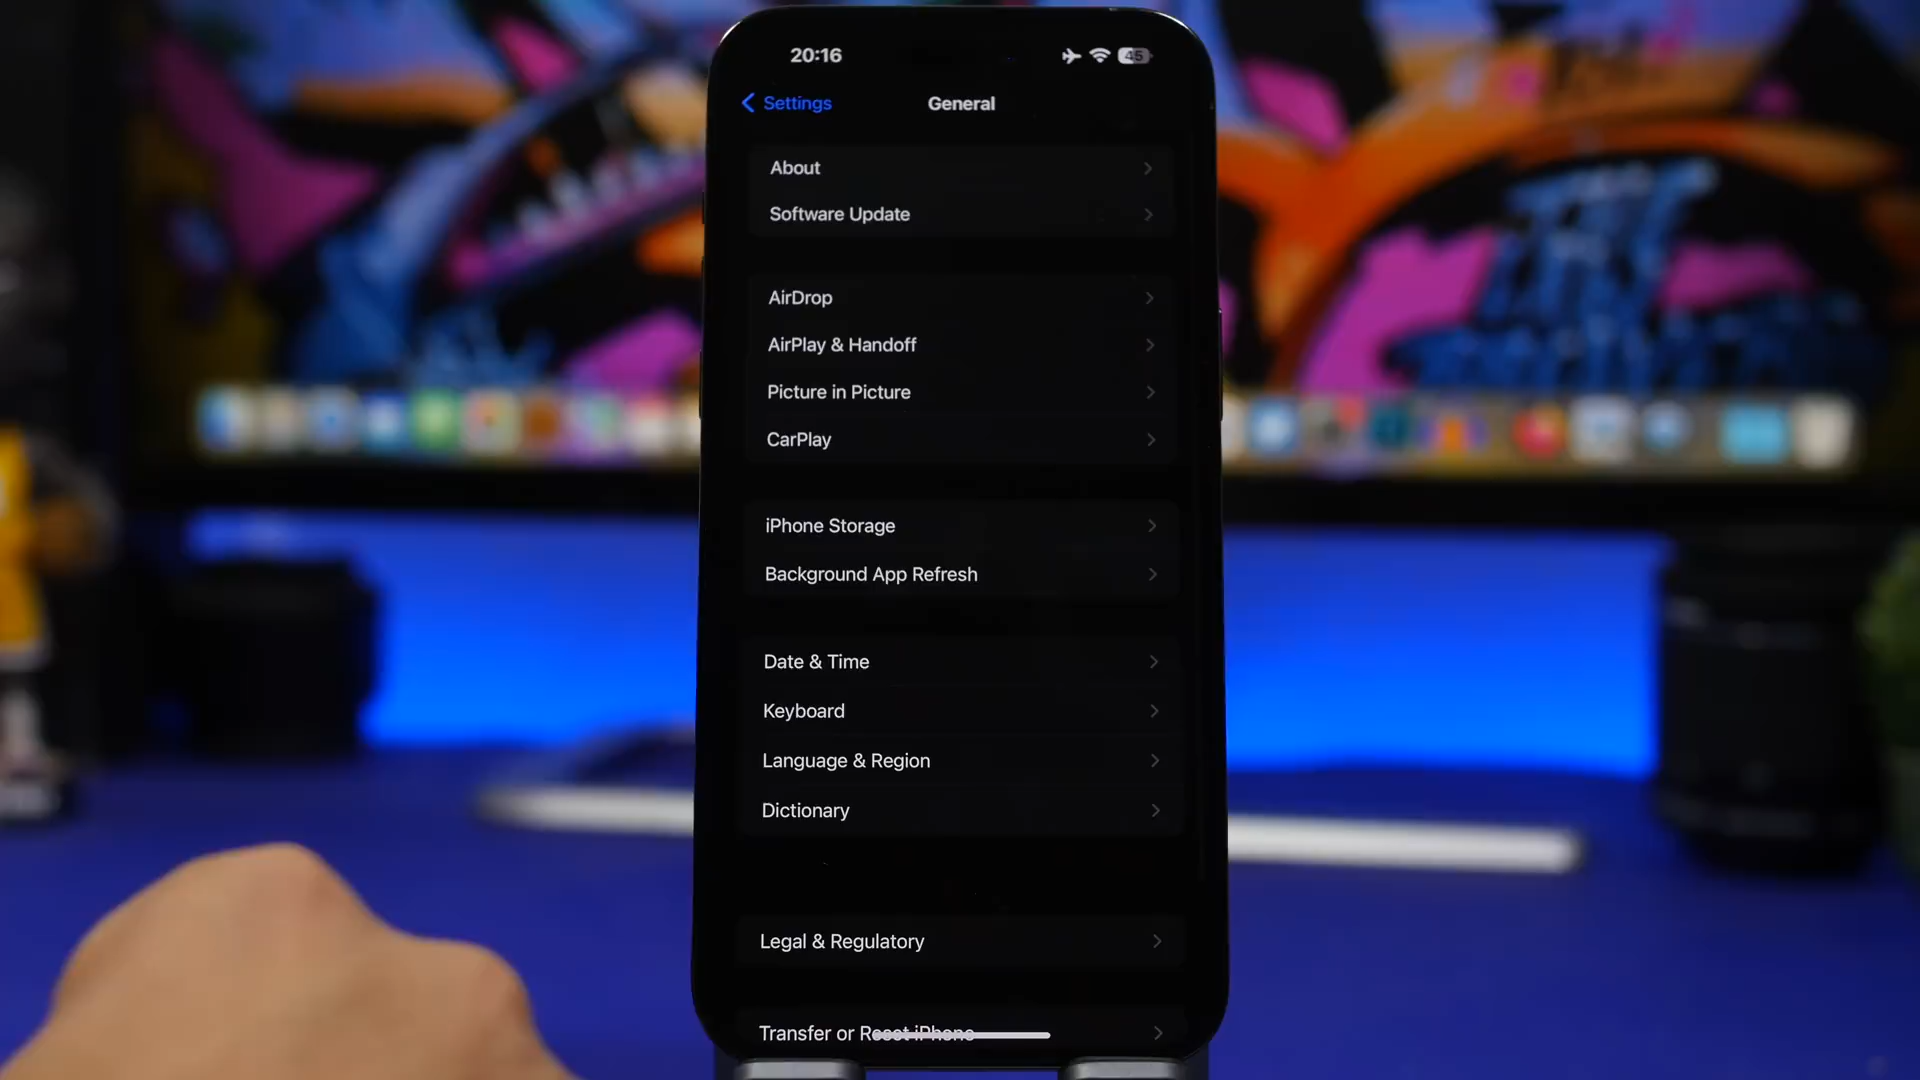 20:16
45
Settings
General
About
Software Update
AirDrop
AirPlay & Handoff
Picture in Picture
CarPlay
iPhone Storage
Background App Refresh
Date & Time
Keyboard
Language & Region
Dictionary
Legal & Regulatory
Transfer or Reset iPhone